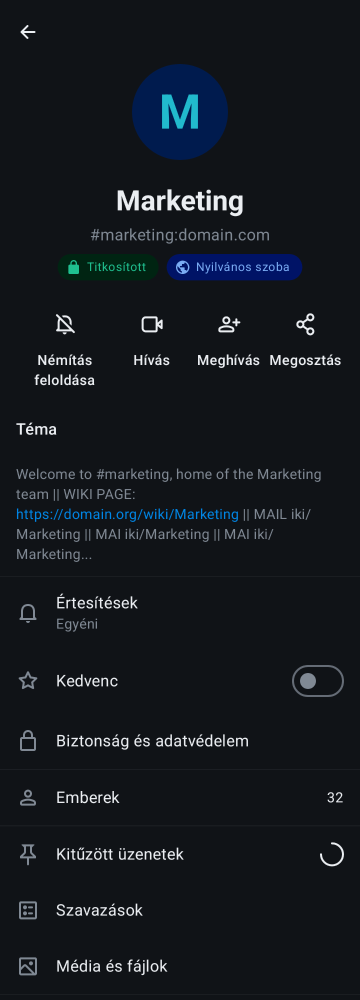 M
Marketing
#marketing:domain.com
Titkosított
Nyilvános szoba
Némítás
feloldása
Hívás
Meghívás
Megosztás
Téma
Welcome to #marketing, home of the Marketing
team || WIKI PAGE:
https://domain.org/wiki/Marketing || MAIL iki/
Marketing || MAI iki/Marketing || MAI iki/
Marketing...
Értesítések
Egyéni
Kedvenc
Biztonság és adatvédelem
Emberek
32
Kitűzött üzenetek
Szavazások
Média és fájlok